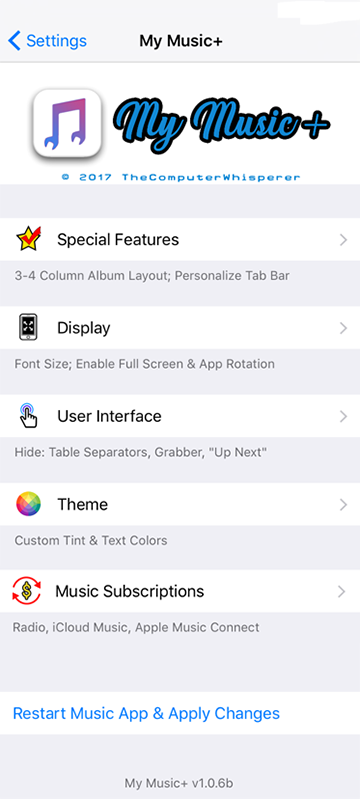 Settings
My Music+
My Music+
© 2017 TheComputerWhisperer
Special Features
3-4 Column Album Layout; Personalize Tab Bar
Display
Font Size; Enable Full Screen & App Rotation
User Interface
Hide: Table Separators, Grabber, "Up Next"
Theme
Custom Tint & Text Colors
Music Subscriptions
Radio, iCloud Music, Apple Music Connect
Restart Music App & Apply Changes
My Music+ v1.0.6b